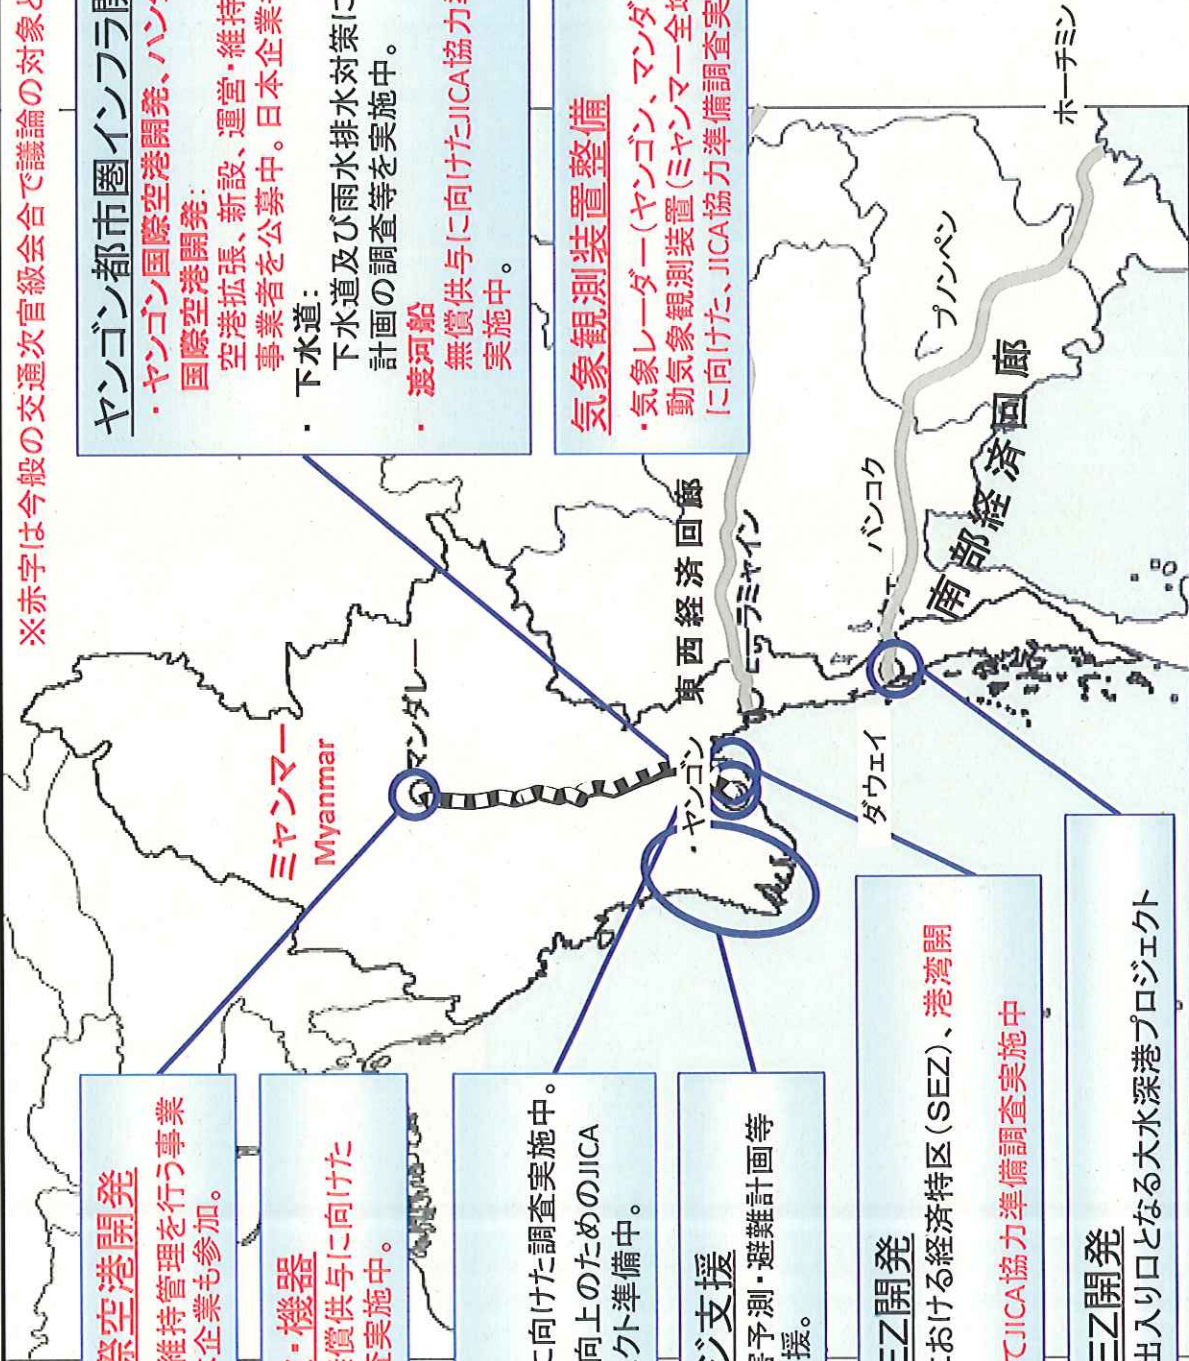 ※赤字は今般の交通次官級会合で議論の対象と
際空港開発
維持管理を行う事業
企業も参加。
・機器
償供与に向けた
査実施中。
に向けた調査実施中。
向上のためのJICA
クト準備中。
ジ支援
害予測・避難計画等
援。
EZ開発
おける経済特区(SEZ)、港湾開
てJICA協力準備調査実施中
EZ開発
出入り口となる大水深港プロジェクト
ミャンマー
Myanmar
マンダレー
・ヤンゴン
東西経済回廊
モーラミャイン
ダウェイ
バンコク
南部経済回廊
プノンペン
ホーチミン
ヤンゴン都市圏インフラ開
・ヤンゴン国際空港開発、ハン
国際空港開発:
空港拡張、新設、運営・維持
事業者を公募中。日本企業
・下水道:
下水道及び雨水排水対策に
計画の調査等を実施中。
・渡河船
無償供与に向けたJICA協力
実施中。
気象観測装置整備
・気象レーダー(ヤンゴン、マンダ
動気象観測装置(ミャンマー全
に向けた、JICA協力準備調査実